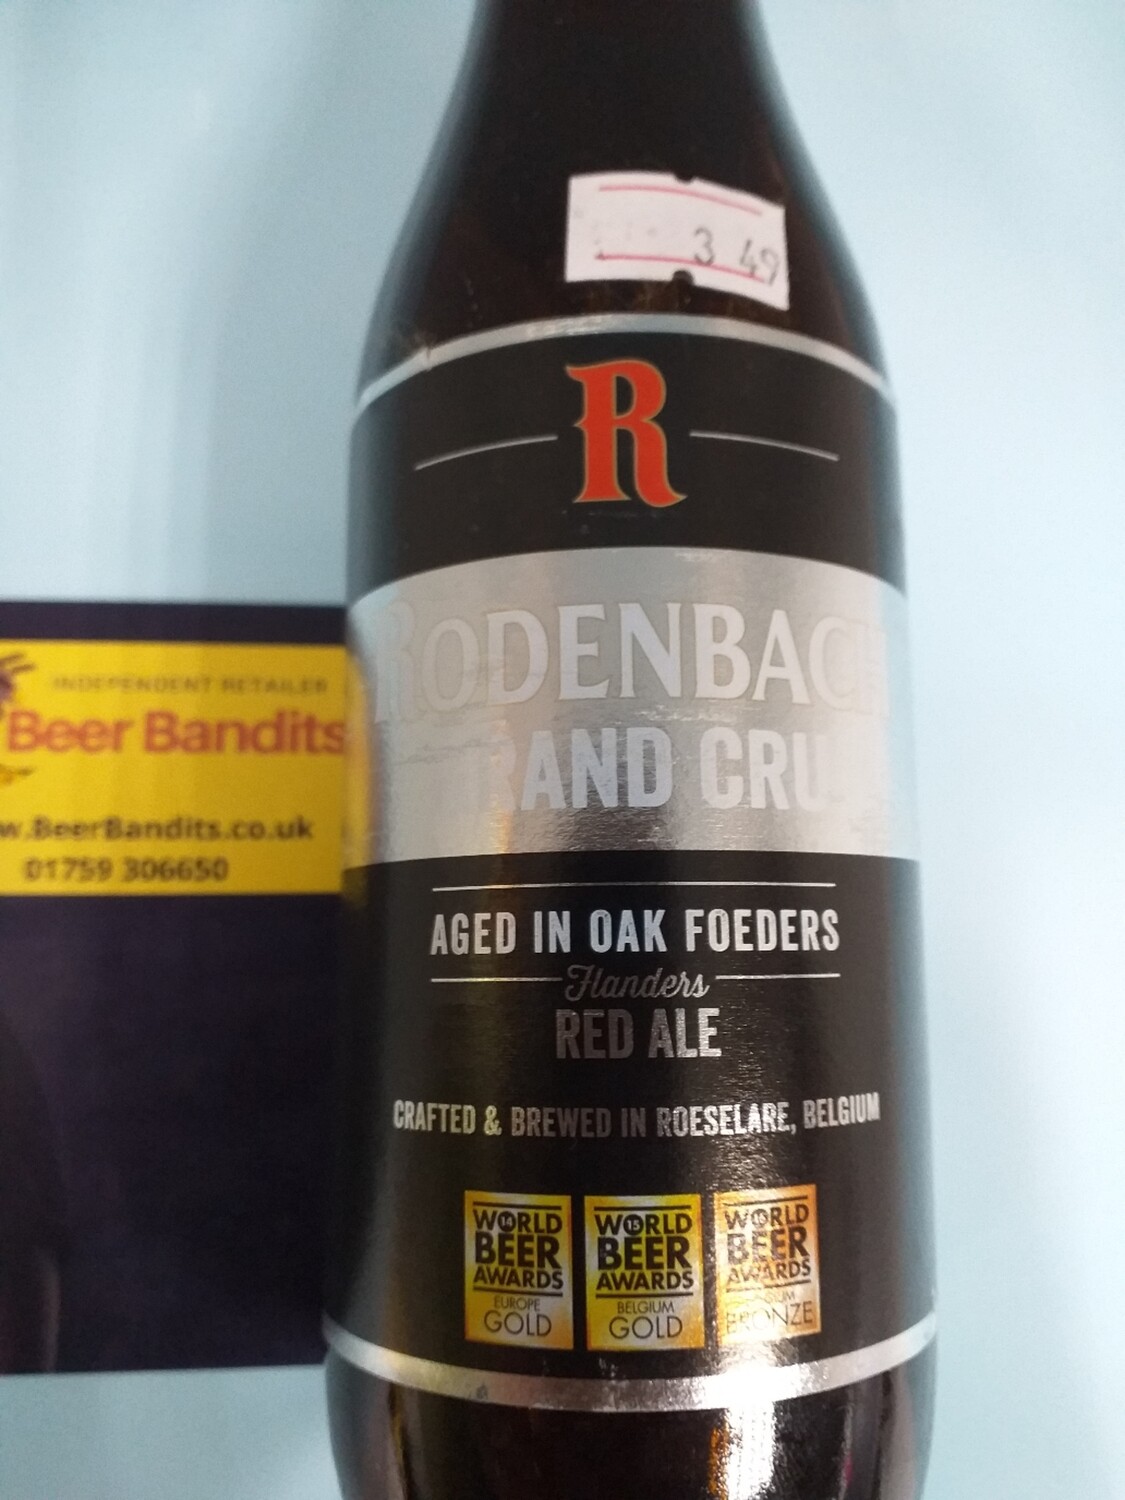 3 49
R
RODENBACH
RAND CRU
AGED IN OAK FOEDERS
Flanders
RED ALE
CRAFTED & BREWED IN ROESELARE, BELGIUM
14
WORLD
BEER
AWARDS
EUROPE
GOLD
15
WORLD
BEER
AWARDS
BELGIUM
GOLD
WORLD
BEER
AWARDS
BRONZE
INDEPENDENT RETAILER
Beer Bandits
w.BeerBandits.co.uk
01759 306650